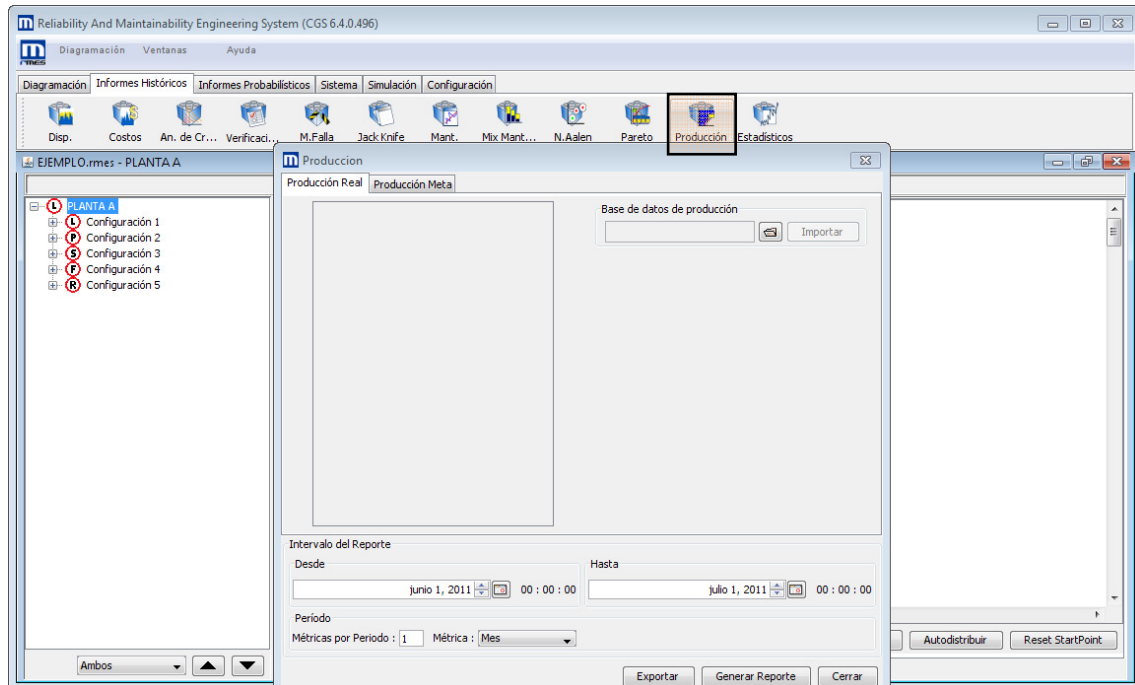 Reliability And Maintainability Engineering System (CGS 6.4.0.496)
rmes
Diagramación Ventanas Ayuda
Diagramación Informes Históricos Informes Probabilísticos Sistema Simulación Configuración
Disp. Costos An. de Cr... Verificaci... M.Falla Jack Knife Mant. Mix Mant... N.Aalen Pareto Producción Estadísticos
EJEMPLO.rmes - PLANTA A
L PLANTA A
L Configuración 1
P Configuración 2
S Configuración 3
F Configuración 4
R Configuración 5
Ambos
Produccion
Producción Real Producción Meta
Base de datos de producción
Importar
Intervalo del Reporte
Desde Hasta
junio 1, 2011 00 : 00 : 00 julio 1, 2011 00 : 00 : 00
Período
Métricas por Periodo : 1 Métrica : Mes
Exportar Generar Reporte Cerrar
Autodistribuir Reset StartPoint